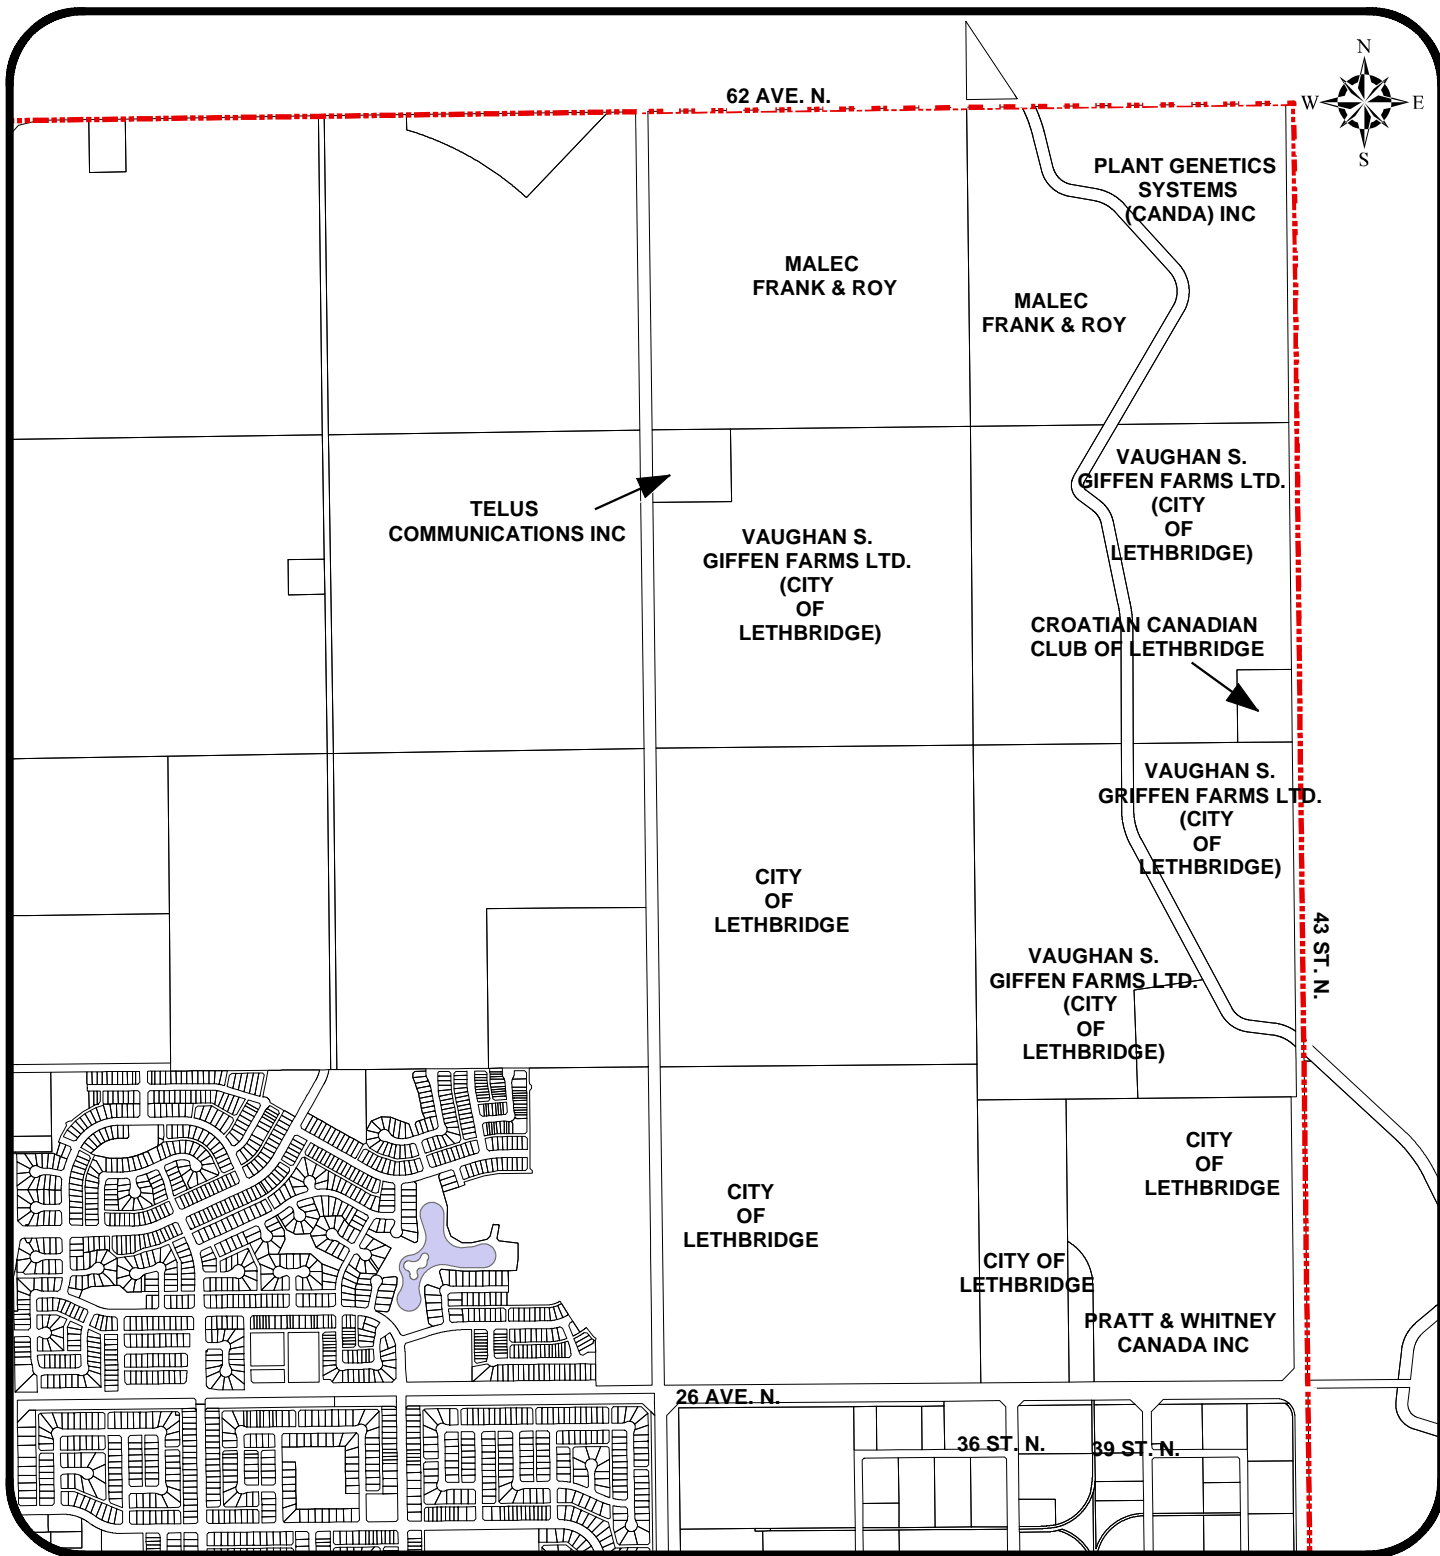 62 AVE. N.
N
W
E
S
PLANT GENETICS
SYSTEMS
(CANDA) INC
MALEC
FRANK & ROY
MALEC
FRANK & ROY
VAUGHAN S.
GIFFEN FARMS LTD.
(CITY
OF
LETHBRIDGE)
TELUS
COMMUNICATIONS INC
VAUGHAN S.
GIFFEN FARMS LTD.
(CITY
OF
LETHBRIDGE)
CROATIAN CANADIAN
CLUB OF LETHBRIDGE
VAUGHAN S.
GRIFFEN FARMS LTD.
(CITY
OF
LETHBRIDGE)
CITY
OF
LETHBRIDGE
43 ST. N.
VAUGHAN S.
GIFFEN FARMS LTD.
(CITY
OF
LETHBRIDGE)
CITY
OF
LETHBRIDGE
CITY
OF
LETHBRIDGE
CITY OF
LETHBRIDGE
PRATT & WHITNEY
CANADA INC
26 AVE. N.
36 ST. N.
39 ST. N.